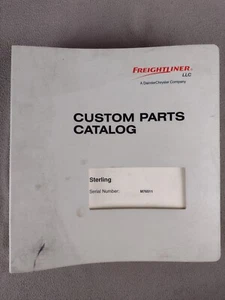 FREIGHTLINER
LLC
A DaimlerChrysler Company
CUSTOM PARTS
CATALOG
Sterling
Serial Number: